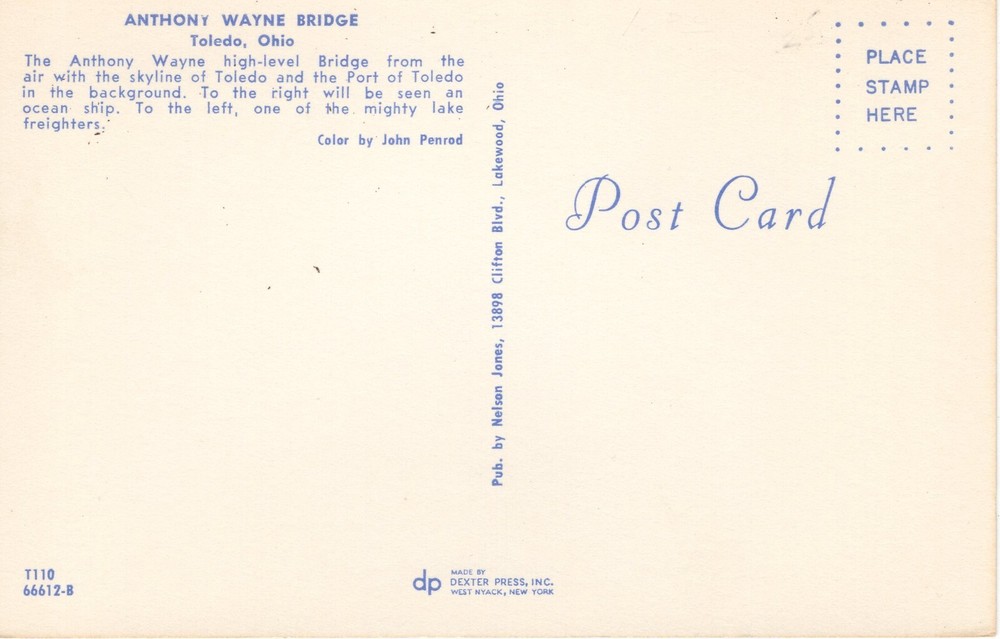 ANTHONY WAYNE BRIDGE
Toledo, Ohio
The Anthony Wayne high-level Bridge from the
air with the skyline of Toledo and the Port of Toledo
in the background. To the right will be seen an
ocean ship. To the left, one of the mighty lake
freighters.
Color by John Penrod
Pub. by Nelson Jones, 13898 Clifton Blvd., Lakewood, Ohio
PLACE
STAMP
HERE
Post Card
T110
66612-B
dp
MADE BY
DEXTER PRESS, INC.
WEST NYACK, NEW YORK